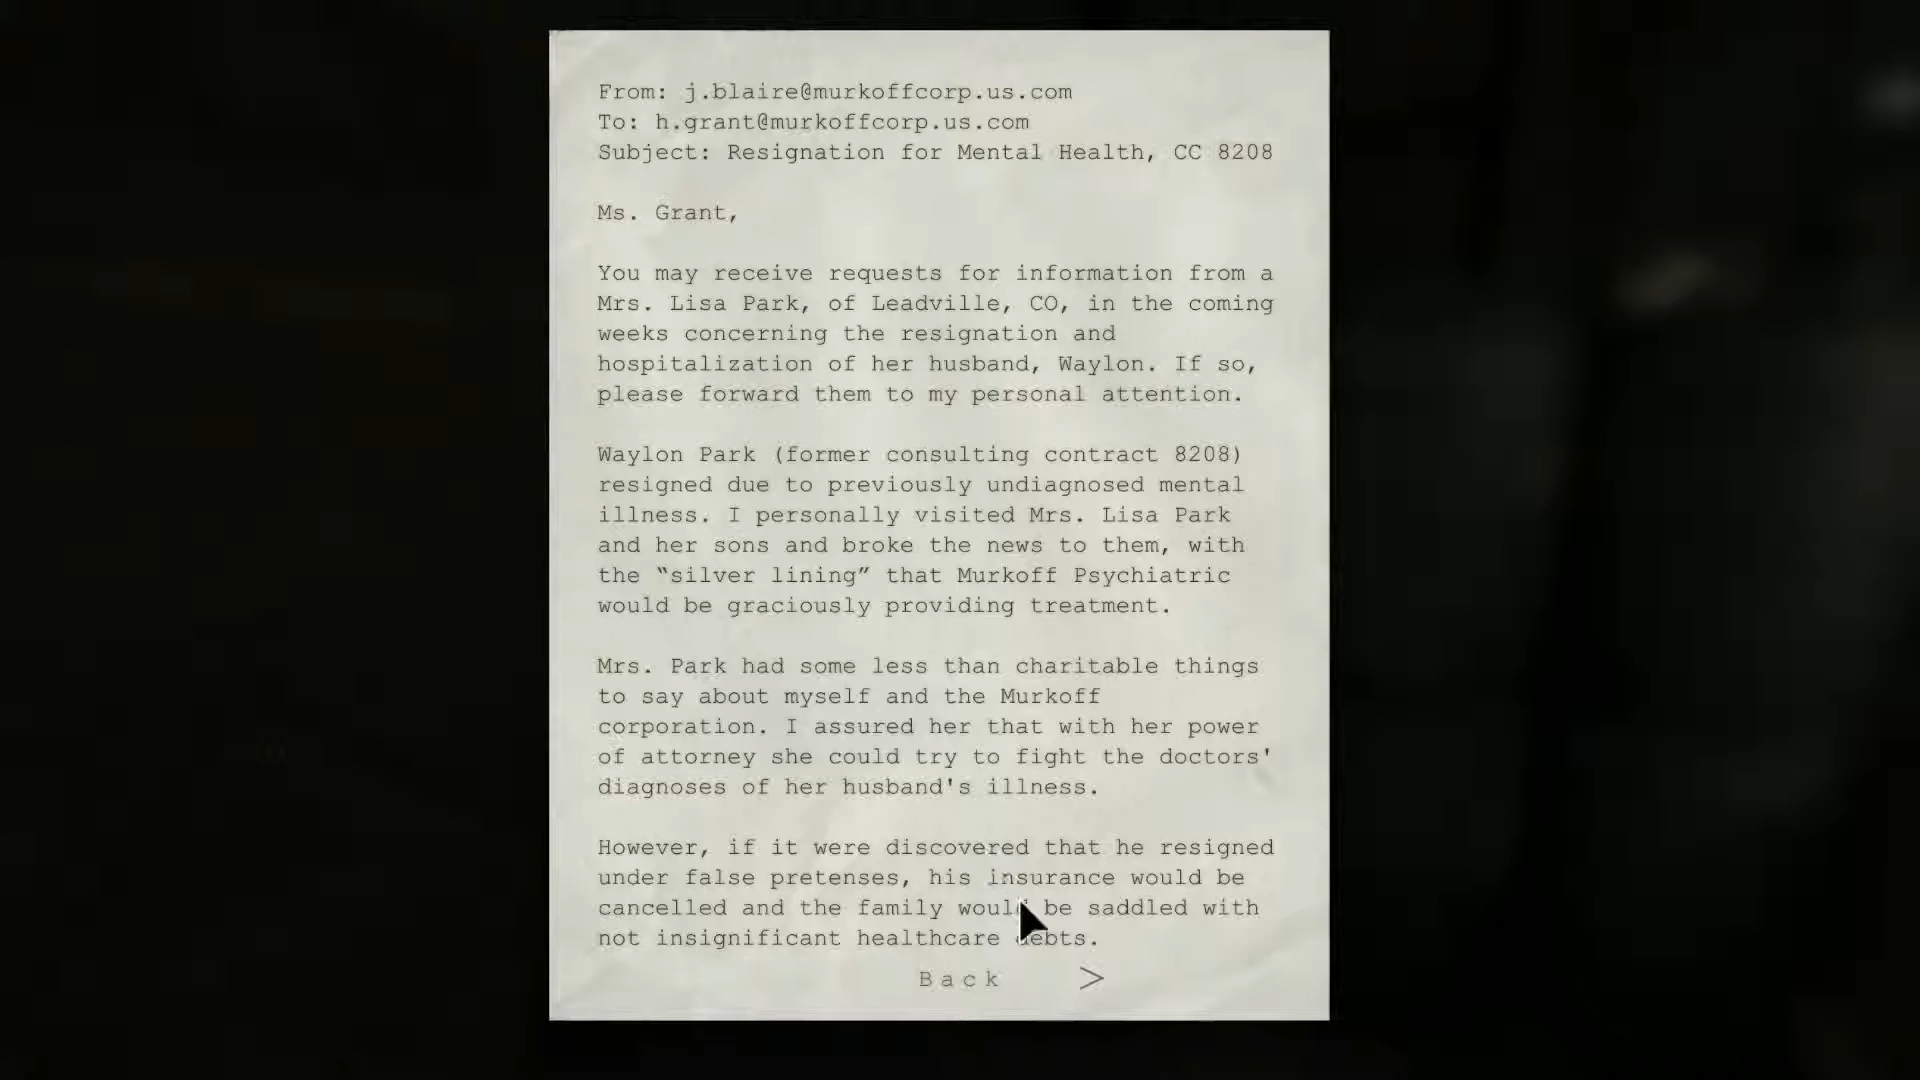 From: j.blaire@murkoffcorp.us.com
To: h.grant@murkoffcorp.us.com
Subject: Resignation for Mental Health, CC 8208
Ms. Grant,
You may receive requests for information from a
Mrs. Lisa Park, of Leadville, CO, in the coming
weeks concerning the resignation and
hospitalization of her husband, Waylon. If so,
please forward them to my personal attention.
Waylon Park (former consulting contract 8208)
resigned due to previously undiagnosed mental
illness. I personally visited Mrs. Lisa Park
and her sons and broke the news to them, with
the “silver lining” that Murkoff Psychiatric
would be graciously providing treatment.
Mrs. Park had some less than charitable things
to say about myself and the Murkoff
corporation. I assured her that with her power
of attorney she could try to fight the doctors'
diagnoses of her husband's illness.
However, if it were discovered that he resigned
under false pretenses, his insurance would be
cancelled and the family would be saddled with
not insignificant healthcare debts.
Back >